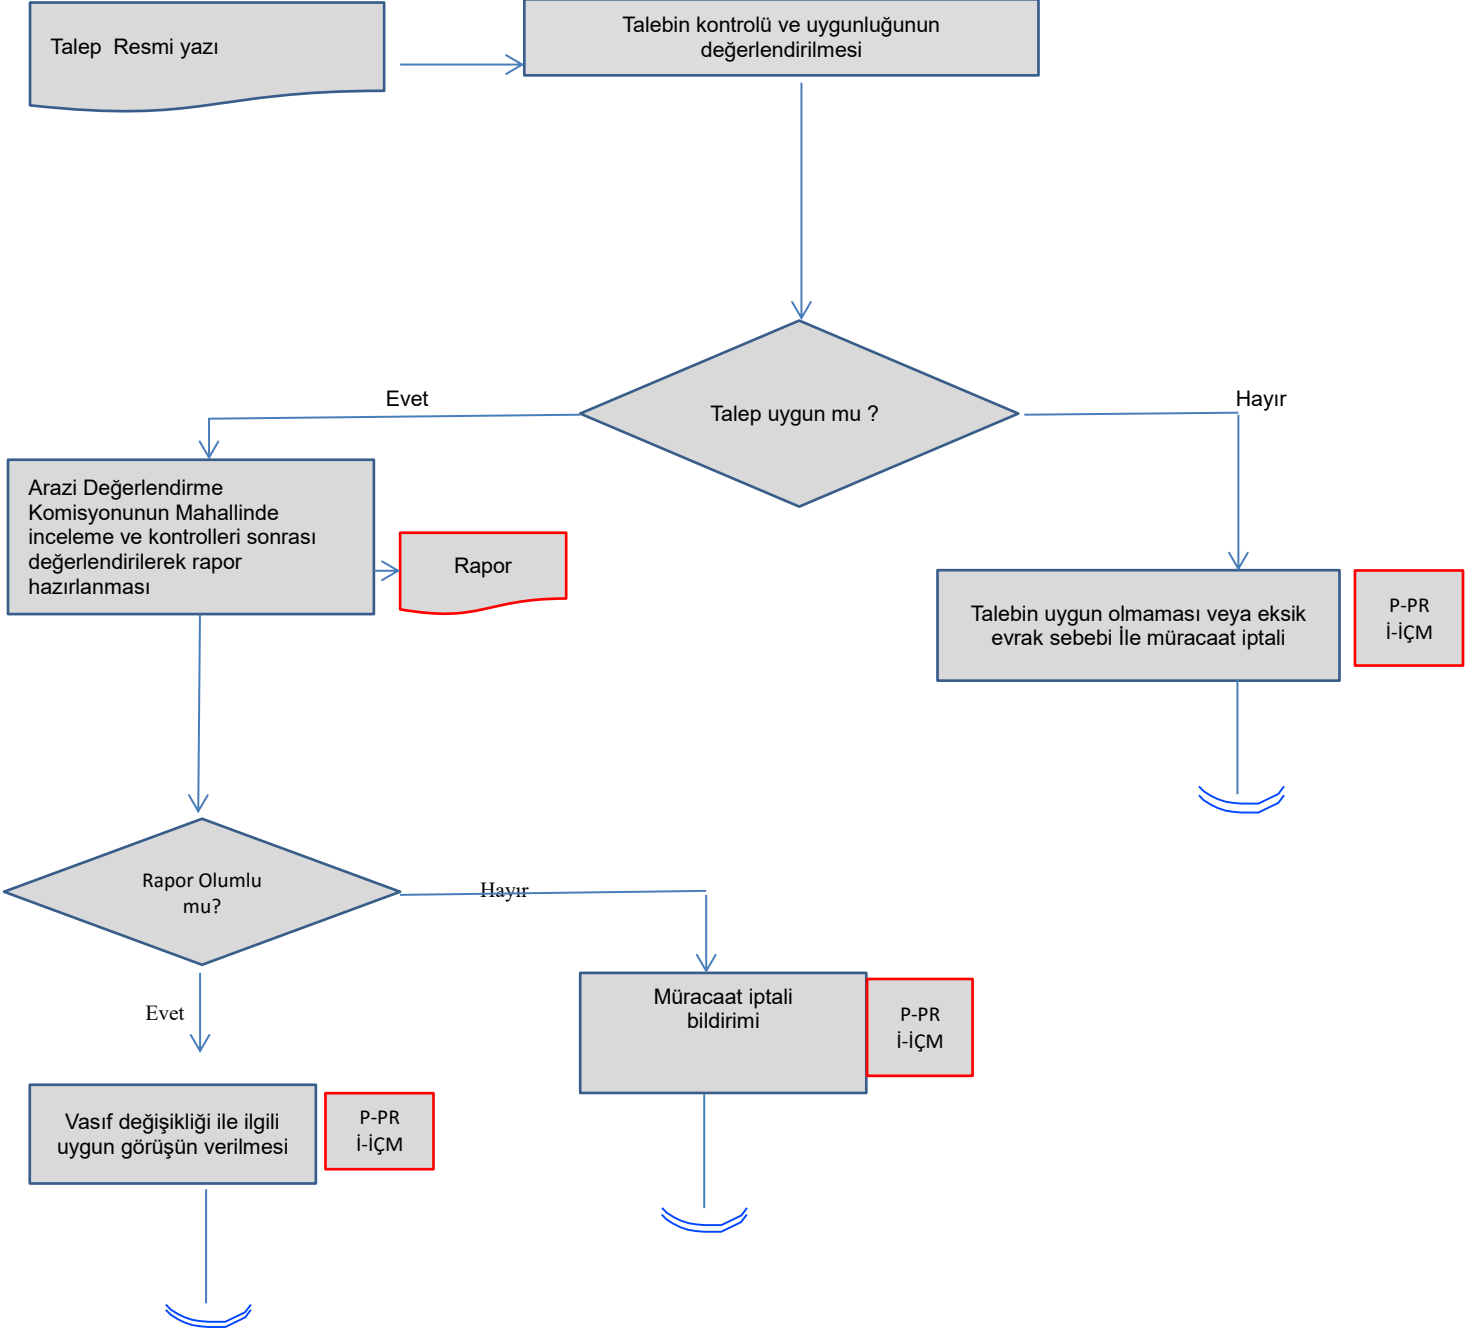 Talep  Resmi yazı
Talebin kontrolü ve uygunluğunun
değerlendirilmesi
Talep uygun mu ?
Evet
Hayır
Arazi Değerlendirme
Komisyonunun Mahallinde
inceleme ve kontrolleri sonrası
değerlendirilerek rapor
hazırlanması
Rapor
Talebin uygun olmaması veya eksik
evrak sebebi İle müracaat iptali
P-PR
İ-İÇM
Rapor Olumlu
mu?
Hayır
Evet
Müracaat iptali
bildirimi
P-PR
İ-İÇM
Vasıf değişikliği ile ilgili
uygun görüşün verilmesi
P-PR
İ-İÇM